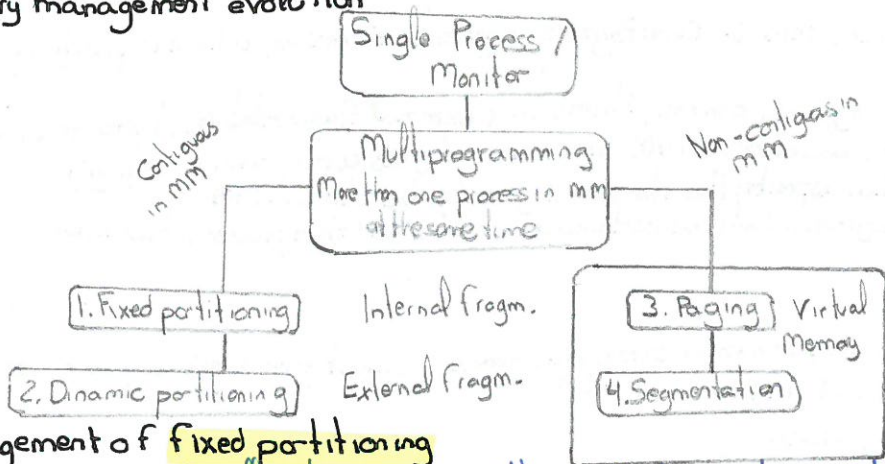 ry management evolution
Single Process /
Monitor
Contiguous
in MM
Non-contiguous in
MM
Multiprogramming
More than one process in MM
at the same time
1. Fixed partitioning
Internal fragm.
3. Paging
Virtual
Memory
2. Dinamic partitioning
External fragm.
4. Segmentation
gement of fixed partitioning